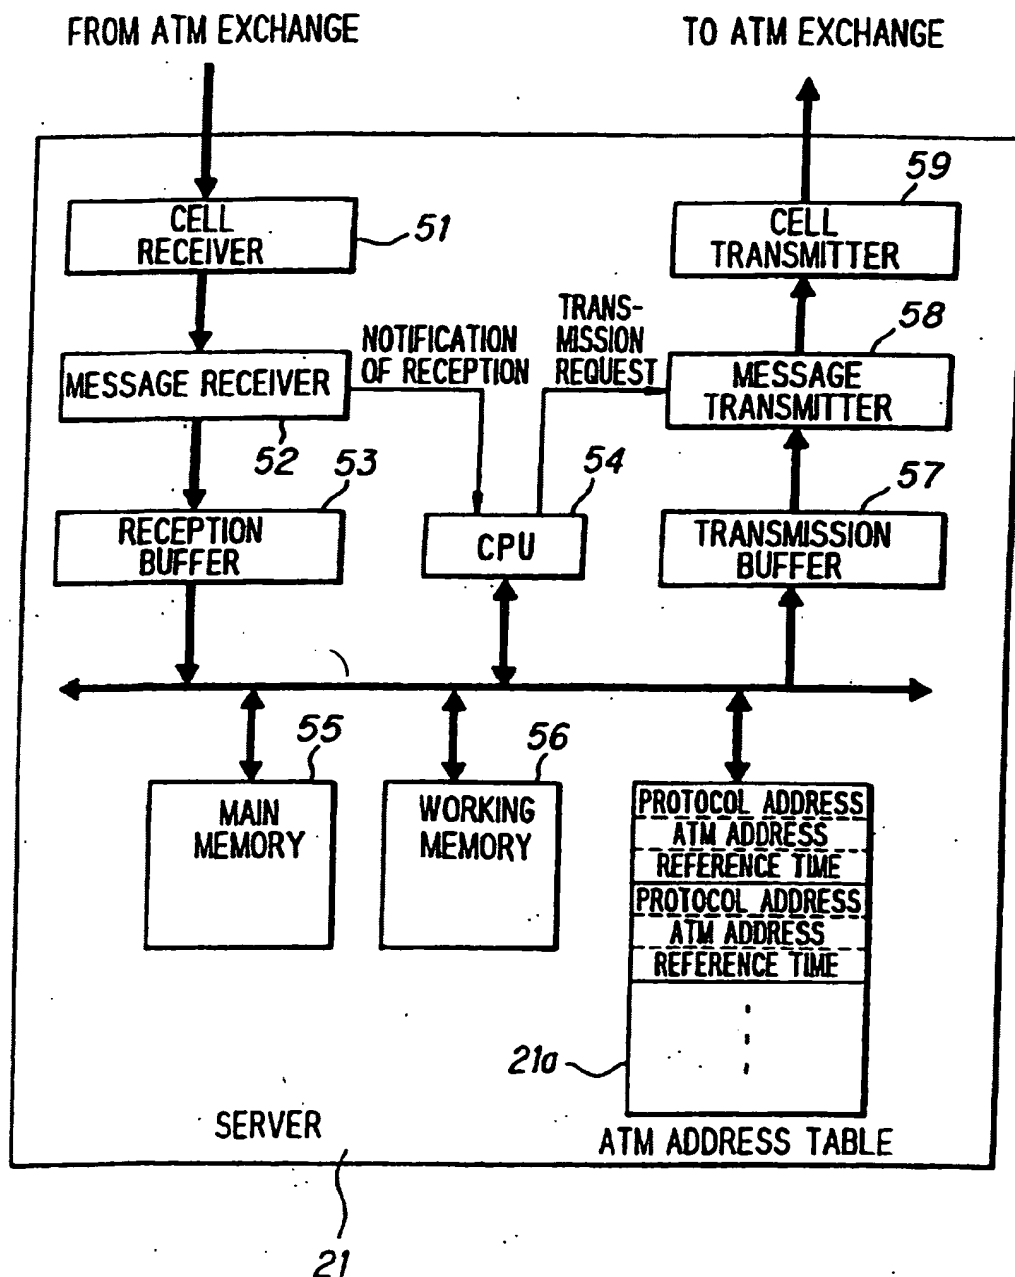 FROM ATM EXCHANGE
TO ATM EXCHANGE
CELL
RECEIVER
51
CELL
TRANSMITTER
59
MESSAGE RECEIVER
52
NOTIFICATION
OF RECEPTION
TRANS-
MISSION
REQUEST
MESSAGE
TRANSMITTER
58
RECEPTION
BUFFER
53
CPU
54
TRANSMISSION
BUFFER
57
MAIN
MEMORY
55
WORKING
MEMORY
56
PROTOCOL ADDRESS
ATM ADDRESS
REFERENCE TIME
PROTOCOL ADDRESS
ATM ADDRESS
REFERENCE TIME
21a
SERVER
ATM ADDRESS TABLE
21